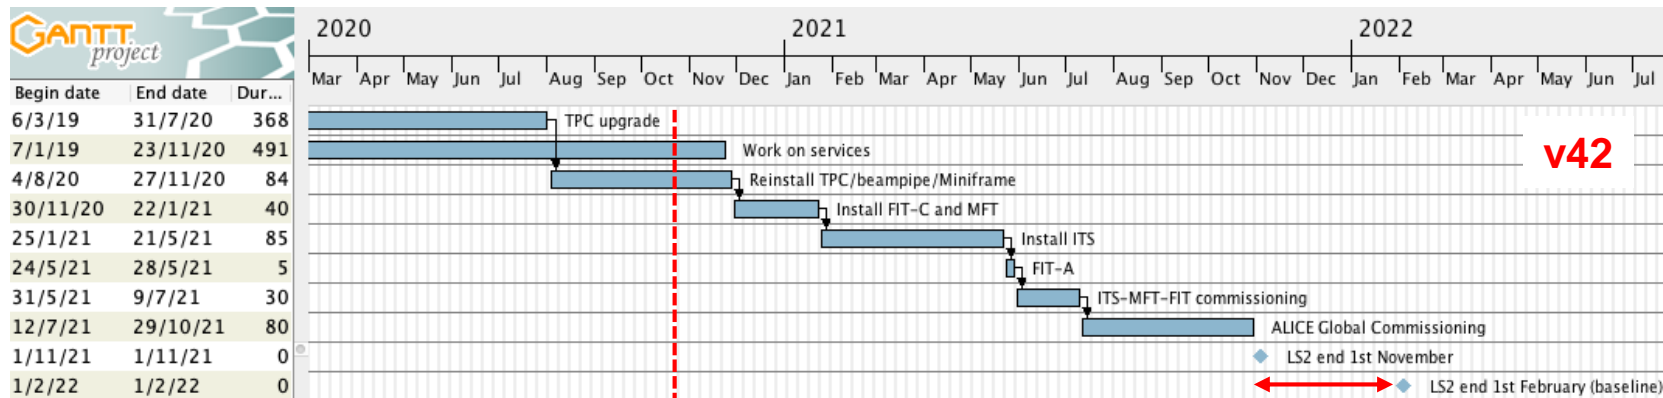 GANTT project
2020 2021 2022
Mar Apr May Jun Jul Aug Sep Oct Nov Dec Jan Feb Mar Apr May Jun Jul Aug Sep Oct Nov Dec Jan Feb Mar Apr May Jun Jul
Begin date End date Dur...
6/3/19 31/7/20 368 TPC upgrade
7/1/19 23/11/20 491 Work on services
v42
4/8/20 27/11/20 84 Reinstall TPC/beampipe/Miniframe
30/11/20 22/1/21 40 Install FIT-C and MFT
25/1/21 21/5/21 85 Install ITS
24/5/21 28/5/21 5 FIT-A
31/5/21 9/7/21 30 ITS-MFT-FIT commissioning
12/7/21 29/10/21 80 ALICE Global Commissioning
1/11/21 1/11/21 0 LS2 end 1st November
1/2/22 1/2/22 0 LS2 end 1st February (baseline)